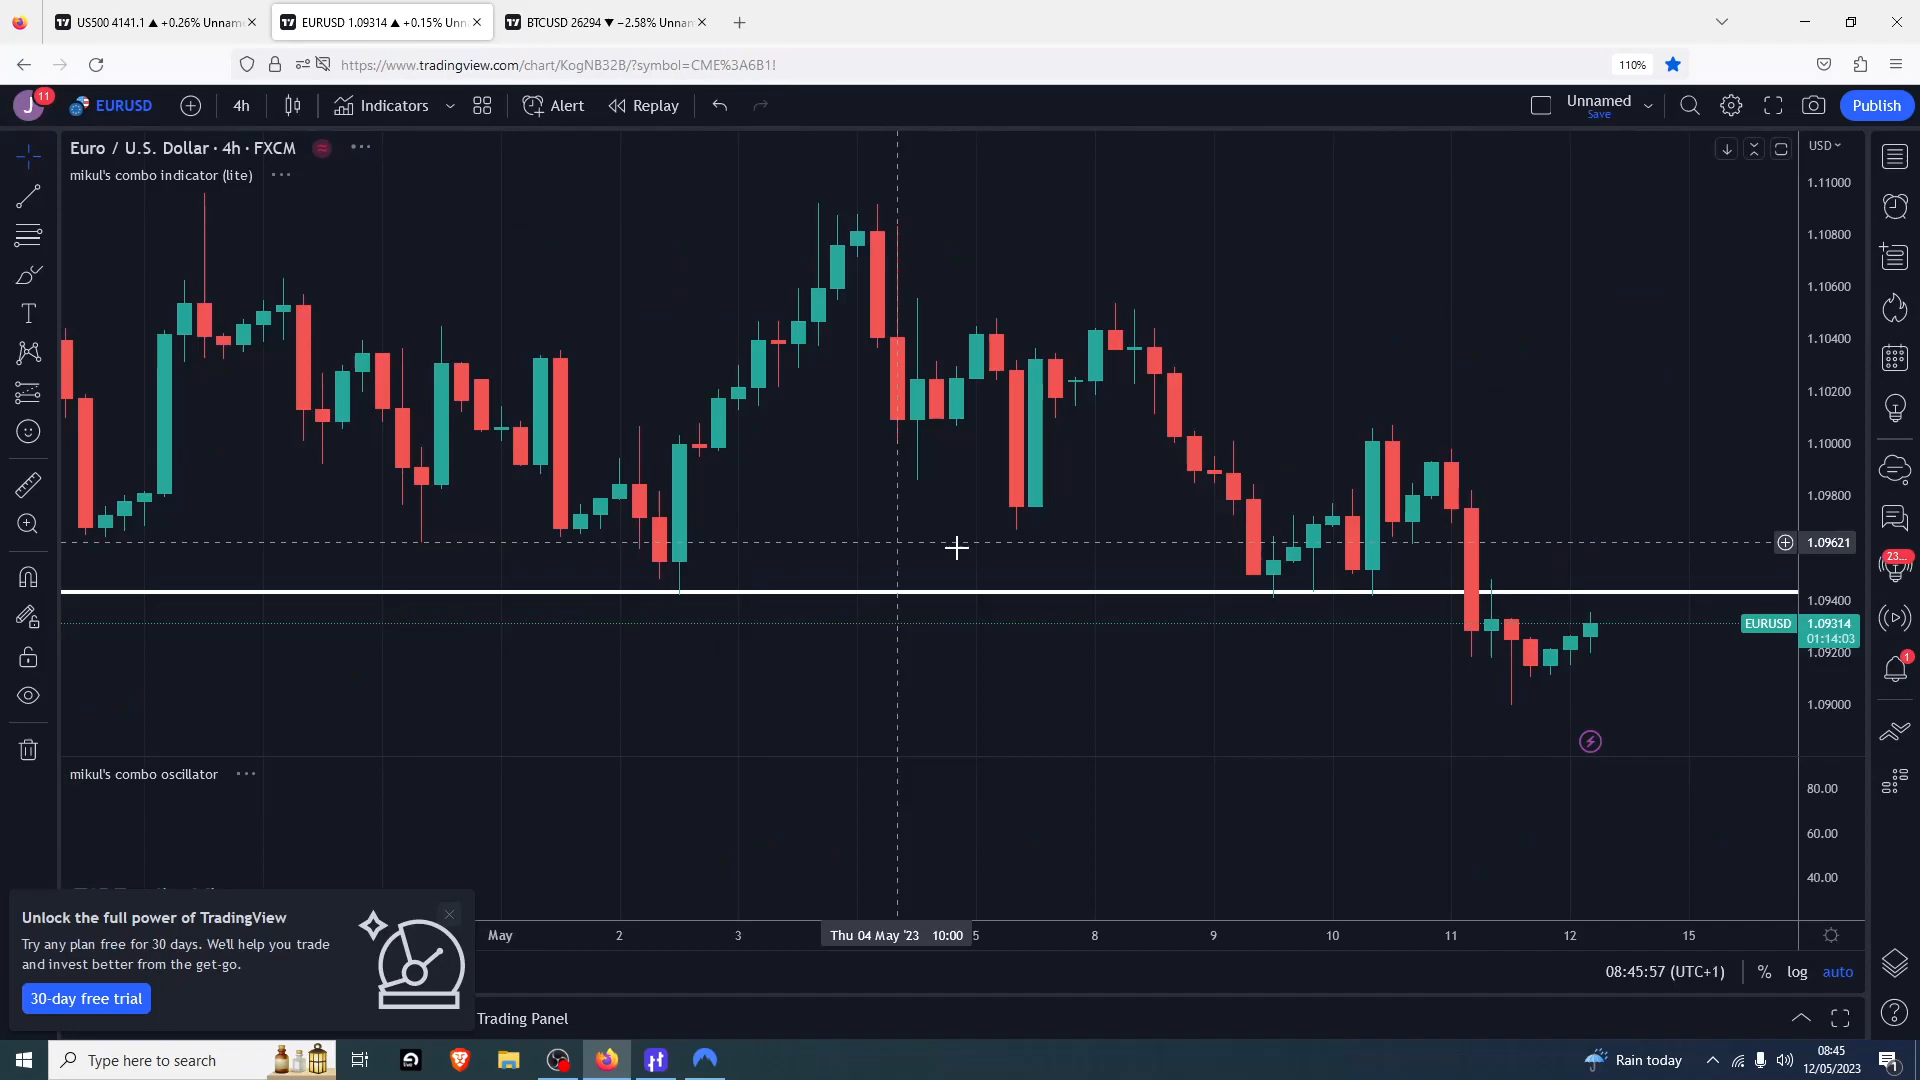 US500 4141.1 ▲ +0.26% Unnam
EURUSD 1.09314 ▲ +0.15% Unn
BTCUSD 26294 ▼ −2.58% Unnan
https://www.tradingview.com/chart/KogNB32B/?symbol=CME%3A6B1!
110%
J
11
EURUSD
4h
Indicators
Alert
Replay
Unnamed
Save
Publish
Euro / U.S. Dollar · 4h · FXCM
mikul's combo indicator (lite)
USD
1.11000
1.10800
1.10600
1.10400
1.10200
1.10000
1.09800
1.09621
1.09400
EURUSD
1.09314
01:14:03
1.09200
1.09000
23...
1
mikul's combo oscillator
80.00
60.00
40.00
Unlock the full power of TradingView
Try any plan free for 30 days. We'll help you trade
and invest better from the get-go.
30-day free trial
May
2
3
Thu 04 May '23 10:00
5
8
9
10
11
12
15
08:45:57 (UTC+1)
%
log
auto
Trading Panel
Type here to search
Rain today
08:45
12/05/2023
1